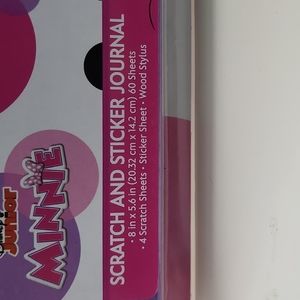 SCRATCH AND STICKER JOURNAL
• 8 in x 5.6 in (20.32 cm x 14.2 cm) 60 Sheets
• 4 Scratch Sheets • Sticker Sheet • Wood Stylus
Junior
MINNIE